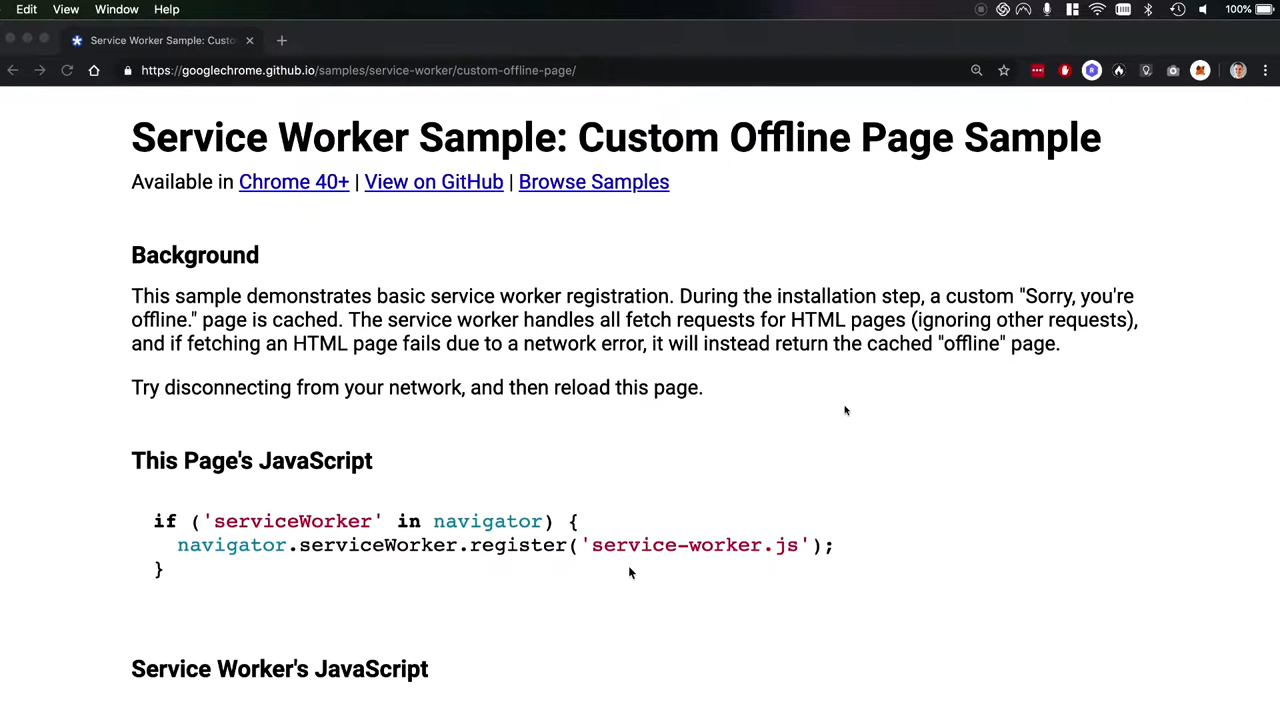 Edit View Window Help 100%
Service Worker Sample: Custo
https://googlechrome.github.io/samples/service-worker/custom-offline-page/
Service Worker Sample: Custom Offline Page Sample
Available in Chrome 40+ | View on GitHub | Browse Samples
Background
This sample demonstrates basic service worker registration. During the installation step, a custom "Sorry, you're
offline." page is cached. The service worker handles all fetch requests for HTML pages (ignoring other requests),
and if fetching an HTML page fails due to a network error, it will instead return the cached "offline" page.
Try disconnecting from your network, and then reload this page.
This Page's JavaScript
if ('serviceWorker' in navigator) {
navigator.serviceWorker.register('service-worker.js');
}
Service Worker's JavaScript